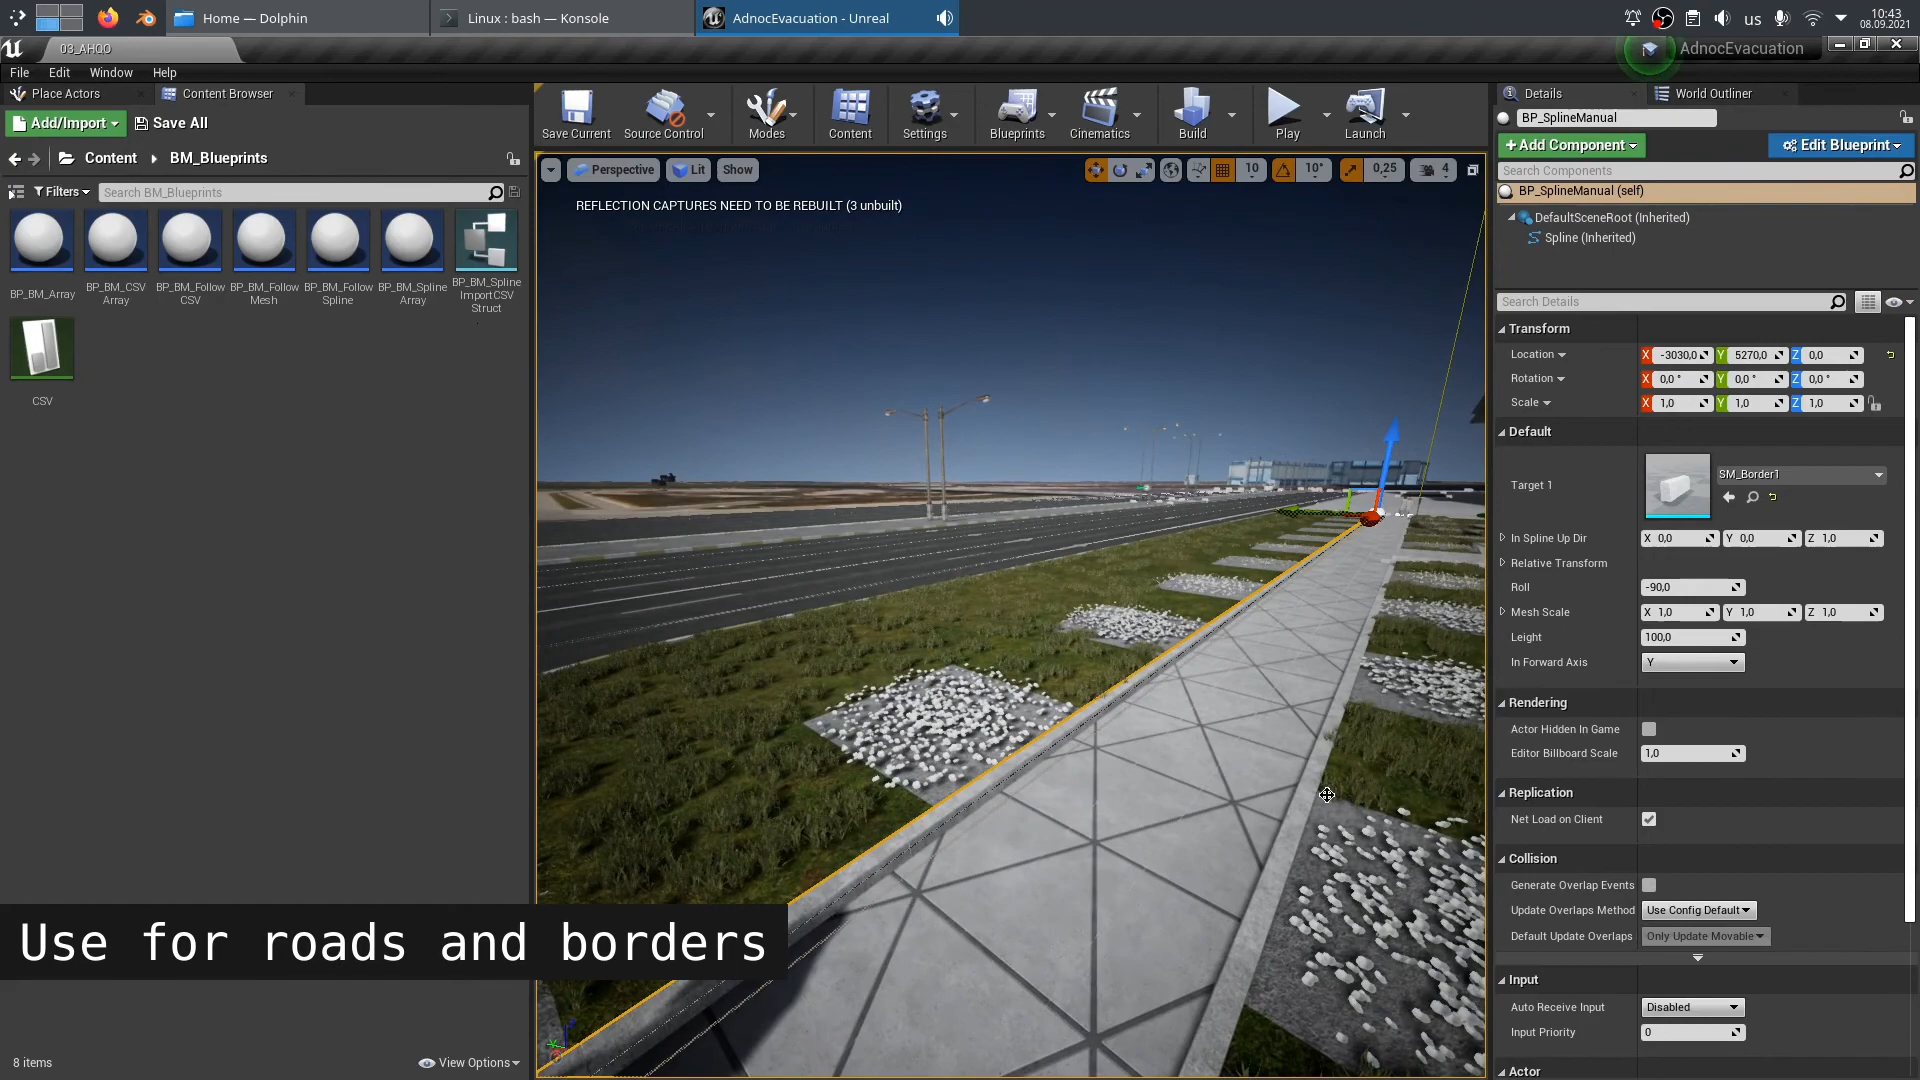 Home — Dolphin
Linux : bash — Konsole
AdnocEvacuation - Unreal
us
10:43
08.09.2021
03_AHQO
AdnocEvacuation
File
Edit
Window
Help
Place Actors
Content Browser
Add/Import
Save All
Content
BM_Blueprints
Filters
Search BM_Blueprints
BP_BM_Array
BP_BM_CSV
Array
BP_BM_Follow
CSV
BP_BM_Follow
Mesh
BP_BM_Follow
Spline
BP_BM_Spline
Array
BP_BM_Spline
ImportCSV
Struct
CSV
8 items
View Options
Save Current
Source Control
Modes
Content
Settings
Blueprints
Cinematics
Build
Play
Launch
Perspective
Lit
Show
10
10°
0,25
4
REFLECTION CAPTURES NEED TO BE REBUILT (3 unbuilt)
Use for roads and borders
Details
World Outliner
BP_SplineManual
+Add Component
Edit Blueprint
Search Components
BP_SplineManual (self)
DefaultSceneRoot (Inherited)
Spline (Inherited)
Search Details
Transform
Location
X -3030,0 Y 5270,0 Z 0,0
Rotation
X 0,0 ° Y 0,0 ° Z 0,0 °
Scale
X 1,0 Y 1,0 Z 1,0
Default
Target 1
SM_Border1
In Spline Up Dir
X 0,0 Y 0,0 Z 1,0
Relative Transform
Roll
-90,0
Mesh Scale
X 1,0 Y 1,0 Z 1,0
Leight
100,0
In Forward Axis
Y
Rendering
Actor Hidden In Game
Editor Billboard Scale
1,0
Replication
Net Load on Client
Collision
Generate Overlap Events
Update Overlaps Method
Use Config Default
Default Update Overlaps
Only Update Movable
Input
Auto Receive Input
Disabled
Input Priority
0
Actor